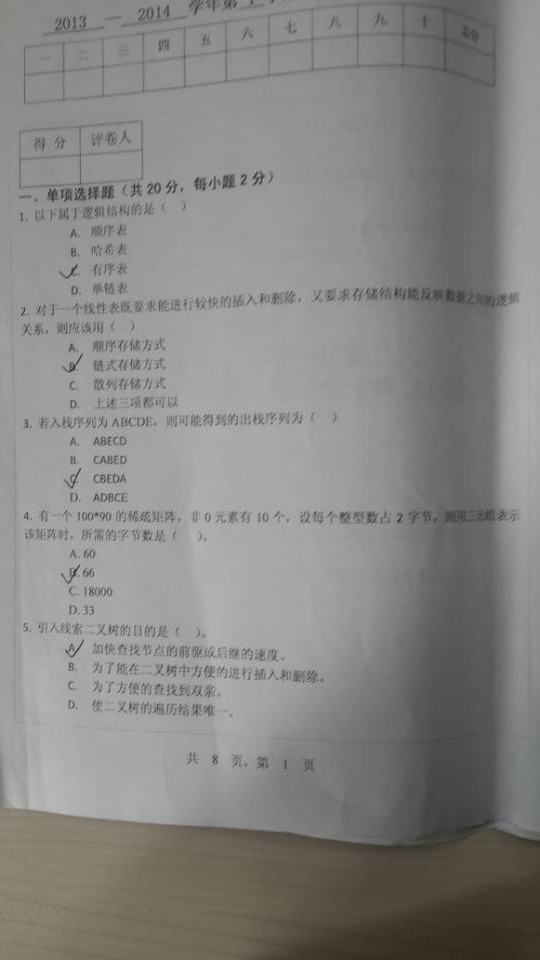 2013 — 2014 学年第
一 二 三 四 五 六 七 八 九 十 总分
得 分 评卷人
一、单项选择题（共 20 分，每小题 2 分）
1. 以下属于逻辑结构的是（ ）
A. 顺序表
B. 哈希表
C. 有序表
D. 单链表
2. 对于一个线性表既要求能进行较快的插入和删除，又要求存储结构能反映数据之间的逻辑
关系，则应该用（ ）
A. 顺序存储方式
B. 链式存储方式
C. 散列存储方式
D. 上述三项都可以
3. 若入栈序列为 ABCDE，则可能得到的出栈序列为（ ）
A. ABECD
B. CABED
C. CBEDA
D. ADBCE
4. 有一个 100*90 的稀疏矩阵，非 0 元素有 10 个，设每个整型数占 2 字节，则用三元组表示
该矩阵时，所需的字节数是（ ）。
A. 60
B. 66
C. 18000
D. 33
5. 引入线索二叉树的目的是（ ）。
A. 加快查找节点的前驱或后继的速度。
B. 为了能在二叉树中方便的进行插入和删除。
C. 为了方便的查找到双亲。
D. 使二叉树的遍历结果唯一。
共 8 页，第 1 页